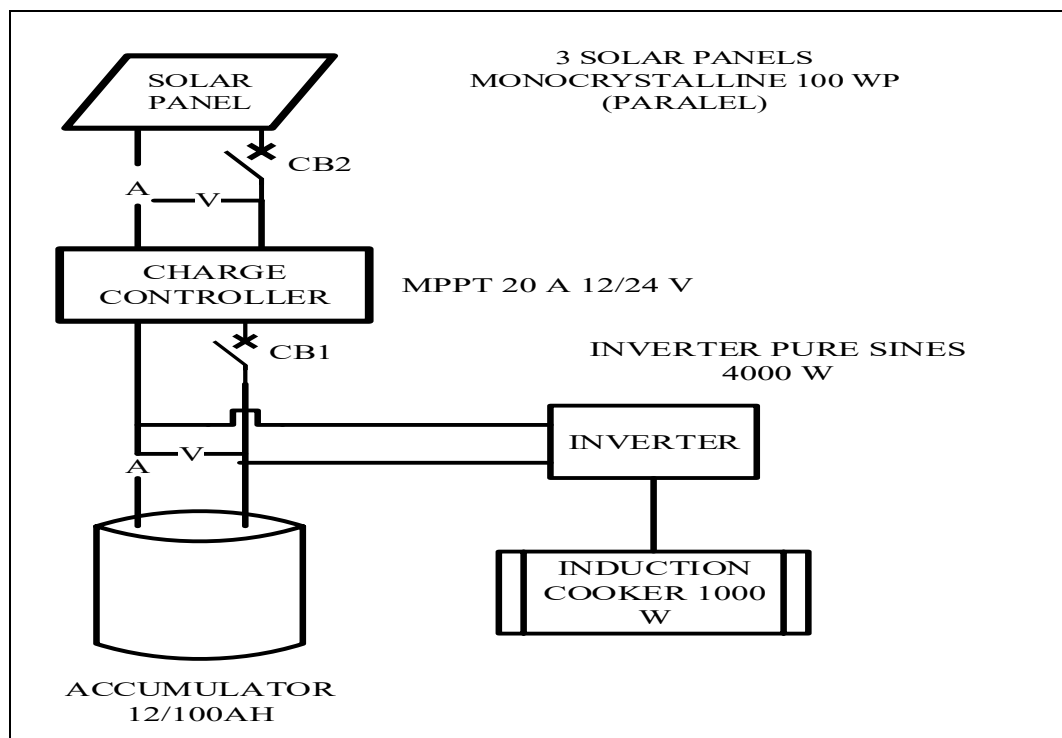 SOLAR
PANEL
3 SOLAR PANELS
MONOCRYSTALLINE 100 WP
(PARALEL)
CB2
A
V
CHARGE
CONTROLLER
MPPT 20 A 12/24 V
CB1
INVERTER PURE SINES
4000 W
INVERTER
V
A
INDUCTION
COOKER 1000
W
ACCUMULATOR
12/100AH